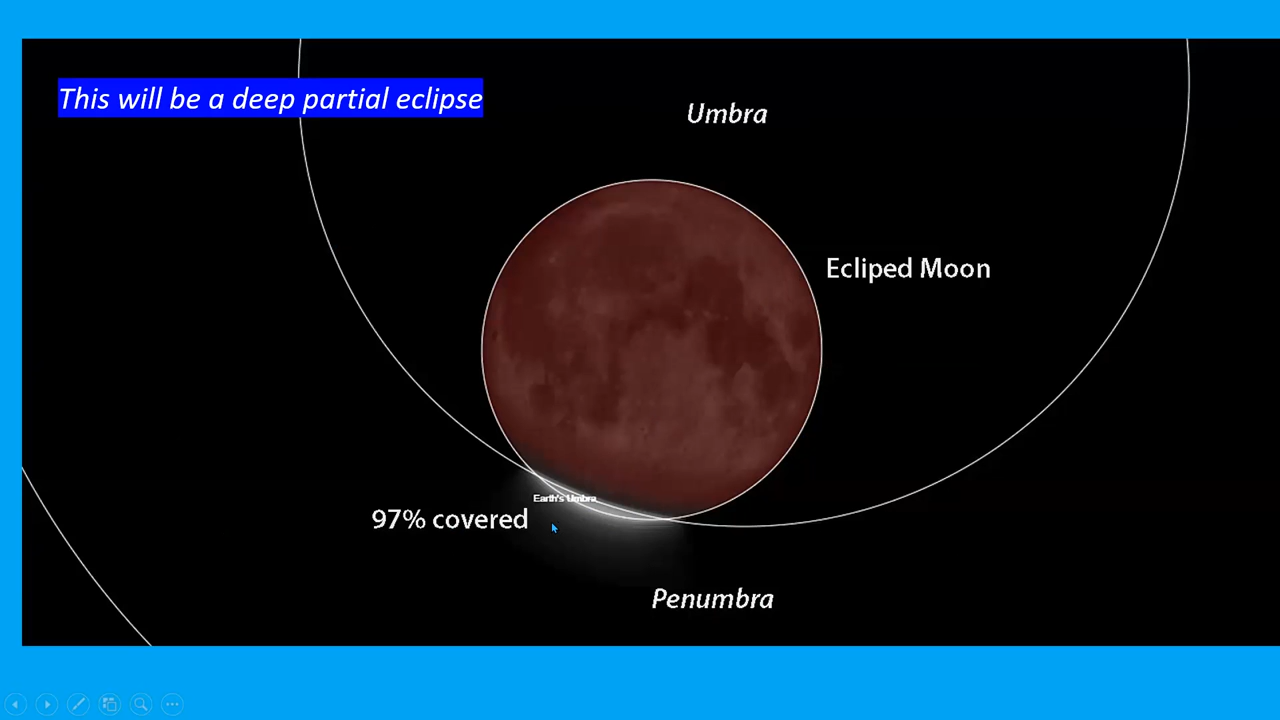 This will be a deep partial eclipse
Umbra
Ecliped Moon
Earth's Umbra
97% covered
Penumbra